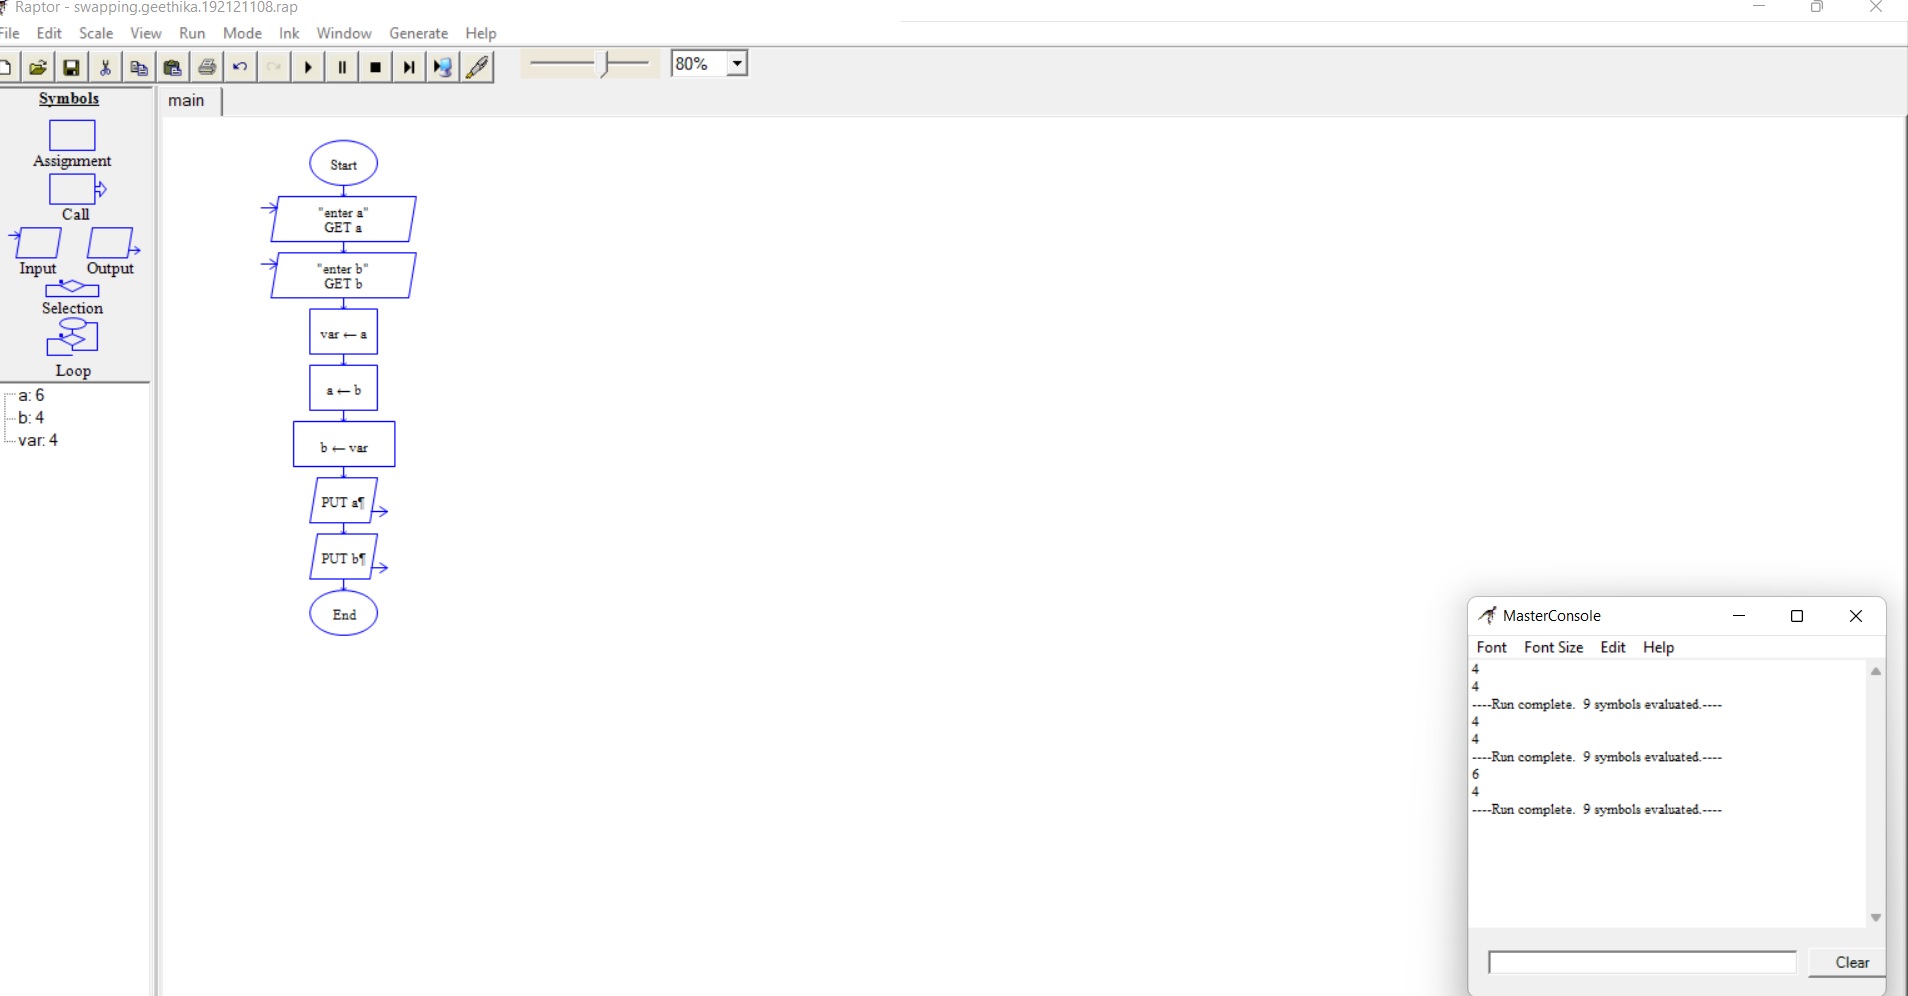 Raptor - swapping.geethika.192121108.rap
File Edit Scale View Run Mode Ink Window Generate Help
80%
Symbols
main
Assignment
Call
Input Output
Selection
Loop
a: 6
b: 4
var: 4
Start
"enter a"
GET a
"enter b"
GET b
var ← a
a ← b
b ← var
PUT a¶
PUT b¶
End
MasterConsole
Font Font Size Edit Help
4
4
----Run complete. 9 symbols evaluated.----
4
4
----Run complete. 9 symbols evaluated.----
6
4
----Run complete. 9 symbols evaluated.----
Clear